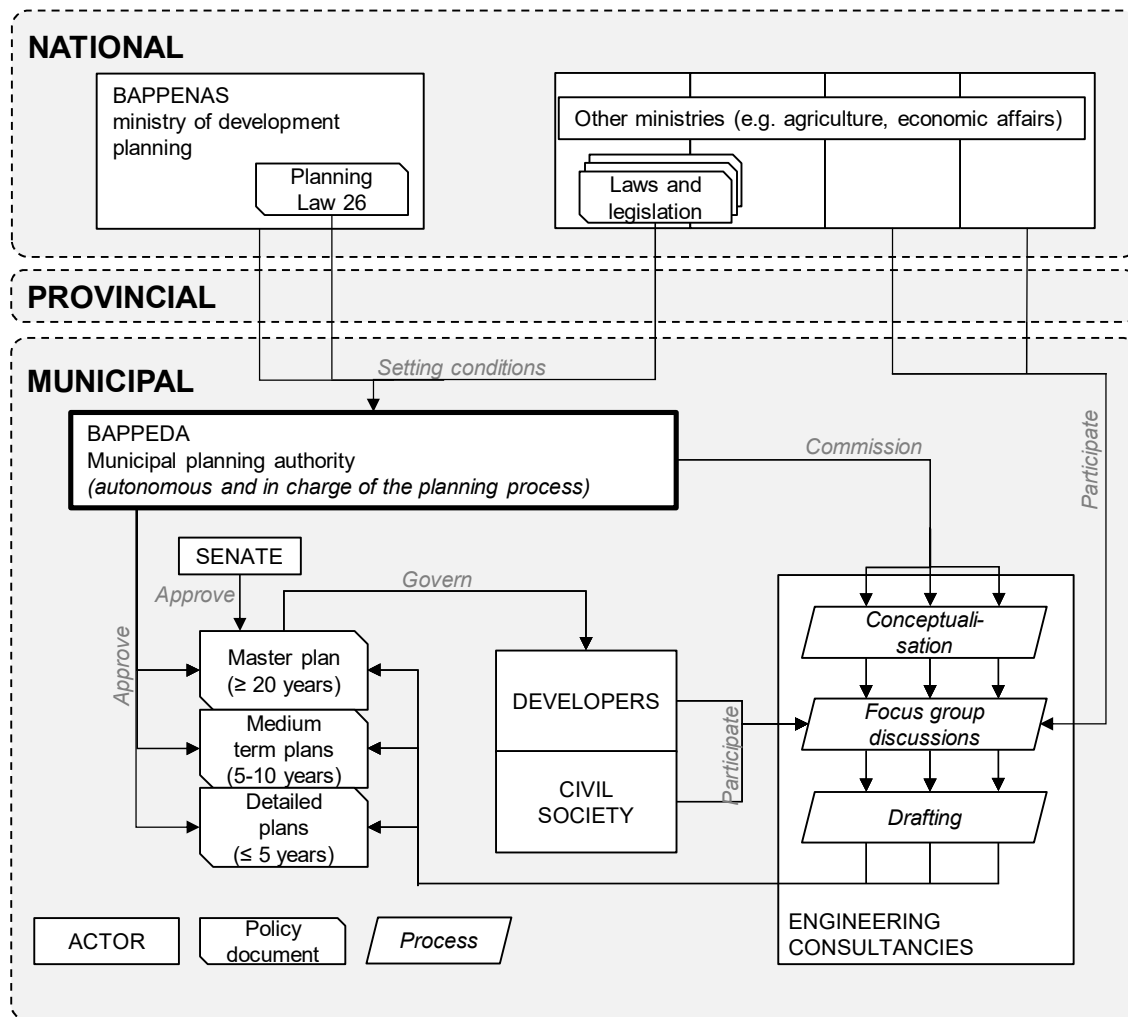 NATIONAL
BAPPENAS
ministry of development
planning
Planning
Law 26
Other ministries (e.g. agriculture, economic affairs)
Laws and
legislation
PROVINCIAL
MUNICIPAL
Setting conditions
BAPPEDA
Municipal planning authority
(autonomous and in charge of the planning process)
Commission
Participate
SENATE
Approve
Govern
Approve
Master plan
(≥ 20 years)
Medium
term plans
(5-10 years)
Detailed
plans
(≤ 5 years)
DEVELOPERS
CIVIL
SOCIETY
Participate
Conceptuali-
sation
Focus group
discussions
Drafting
ENGINEERING
CONSULTANCIES
ACTOR
Policy
document
Process